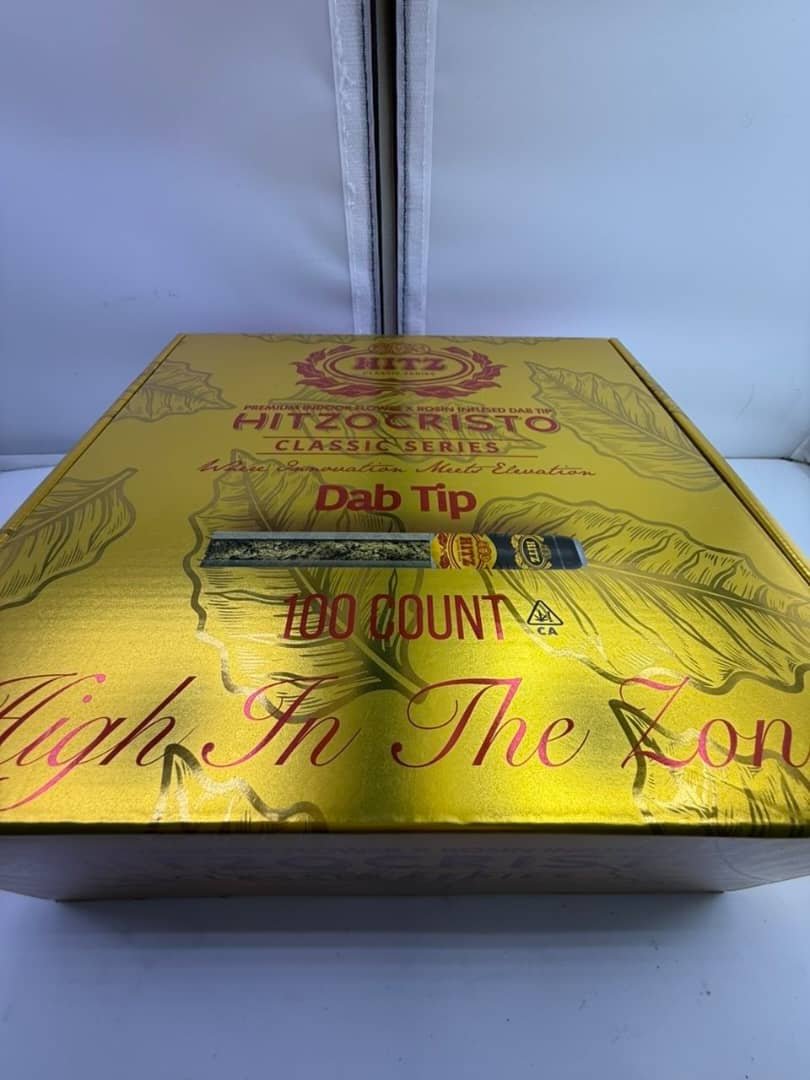 HITZ
CLASSIC SERIES
PREMIUM INDOOR FLOWER X ROSIN INFUSED DAB TIP
HITZOCRISTO
CLASSIC SERIES
Where Innovation Meets Elevation
Dab Tip
HITZ
HITZ
100 COUNT
CA
High In The Zon